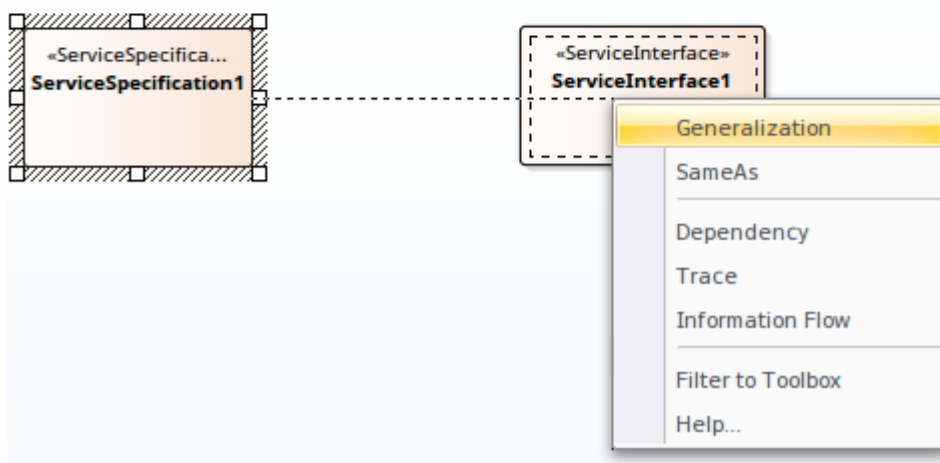 «ServiceSpecifica...
ServiceSpecification1
«ServiceInterface»
ServiceInterface1
Generalization
SameAs
Dependency
Trace
Information Flow
Filter to Toolbox
Help...